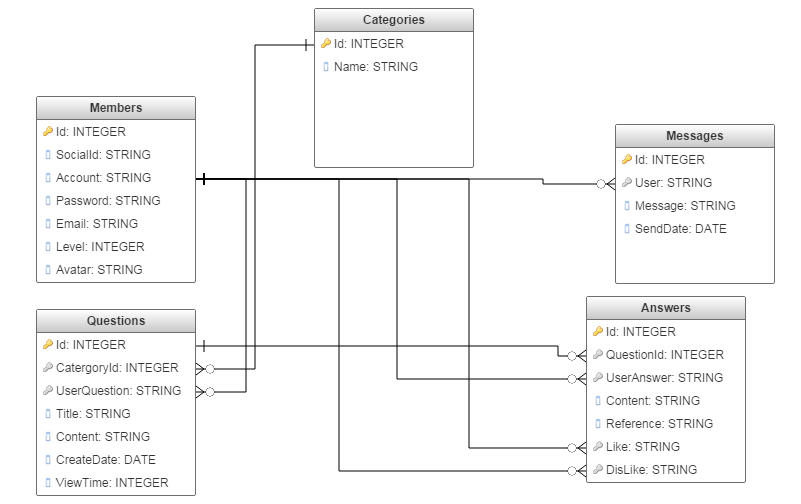 Categories
Id: INTEGER
Name: STRING
Members
Id: INTEGER
SocialId: STRING
Account: STRING
Password: STRING
Email: STRING
Level: INTEGER
Avatar: STRING
Messages
Id: INTEGER
User: STRING
Message: STRING
SendDate: DATE
Questions
Id: INTEGER
CatergoryId: INTEGER
UserQuestion: STRING
Title: STRING
Content: STRING
CreateDate: DATE
ViewTime: INTEGER
Answers
Id: INTEGER
QuestionId: INTEGER
UserAnswer: STRING
Content: STRING
Reference: STRING
Like: STRING
DisLike: STRING